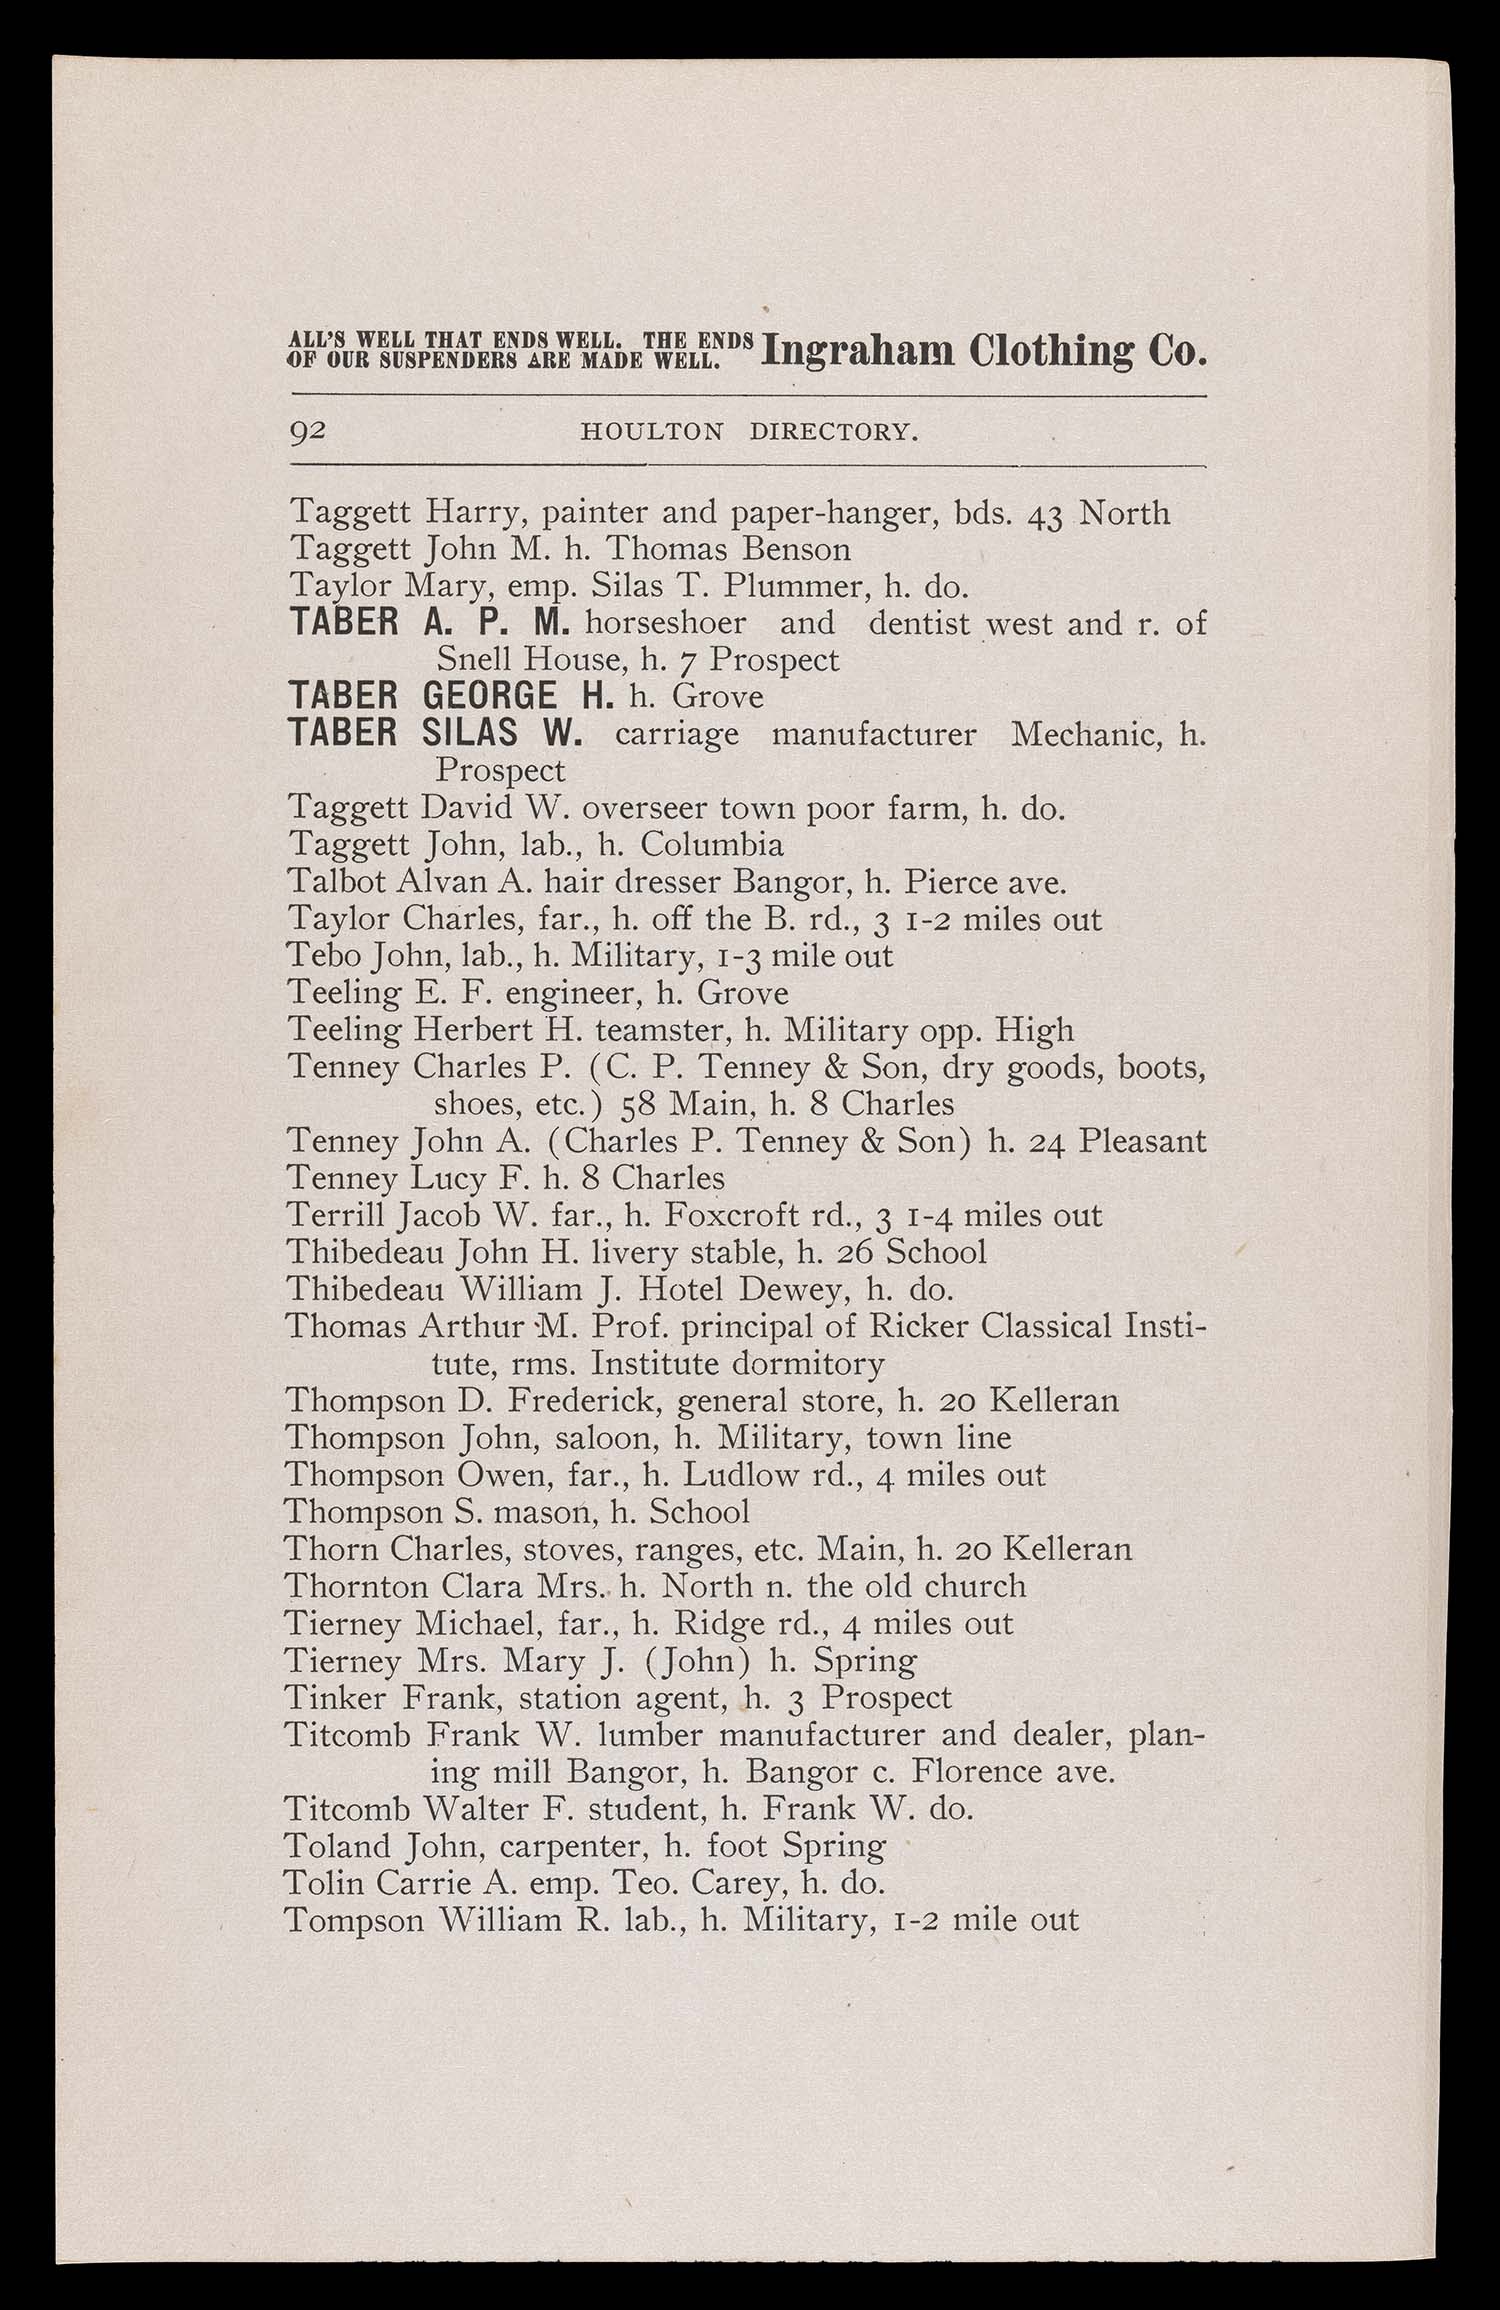 ALL'S WELL THAT ENDS WELL. THE ENDS
OF OUR SUSPENDERS ARE MADE WELL. Ingraham Clothing Co.
92 HOULTON DIRECTORY.
Taggett Harry, painter and paper-hanger, bds. 43 North
Taggett John M. h. Thomas Benson
Taylor Mary, emp. Silas T. Plummer, h. do.
TABER A. P. M. horseshoer and dentist west and r. of
Snell House, h. 7 Prospect
TABER GEORGE H. h. Grove
TABER SILAS W. carriage manufacturer Mechanic, h.
Prospect
Taggett David W. overseer town poor farm, h. do.
Taggett John, lab., h. Columbia
Talbot Alvan A. hair dresser Bangor, h. Pierce ave.
Taylor Charles, far., h. off the B. rd., 3 1-2 miles out
Tebo John, lab., h. Military, 1-3 mile out
Teeling E. F. engineer, h. Grove
Teeling Herbert H. teamster, h. Military opp. High
Tenney Charles P. (C. P. Tenney & Son, dry goods, boots,
shoes, etc.) 58 Main, h. 8 Charles
Tenney John A. (Charles P. Tenney & Son) h. 24 Pleasant
Tenney Lucy F. h. 8 Charles
Terrill Jacob W. far., h. Foxcroft rd., 3 1-4 miles out
Thibedeau John H. livery stable, h. 26 School
Thibedeau William J. Hotel Dewey, h. do.
Thomas Arthur M. Prof. principal of Ricker Classical Insti-
tute, rms. Institute dormitory
Thompson D. Frederick, general store, h. 20 Kelleran
Thompson John, saloon, h. Military, town line
Thompson Owen, far., h. Ludlow rd., 4 miles out
Thompson S. mason, h. School
Thorn Charles, stoves, ranges, etc. Main, h. 20 Kelleran
Thornton Clara Mrs. h. North n. the old church
Tierney Michael, far., h. Ridge rd., 4 miles out
Tierney Mrs. Mary J. (John) h. Spring
Tinker Frank, station agent, h. 3 Prospect
Titcomb Frank W. lumber manufacturer and dealer, plan-
ing mill Bangor, h. Bangor c. Florence ave.
Titcomb Walter F. student, h. Frank W. do.
Toland John, carpenter, h. foot Spring
Tolin Carrie A. emp. Teo. Carey, h. do.
Tompson William R. lab., h. Military, 1-2 mile out